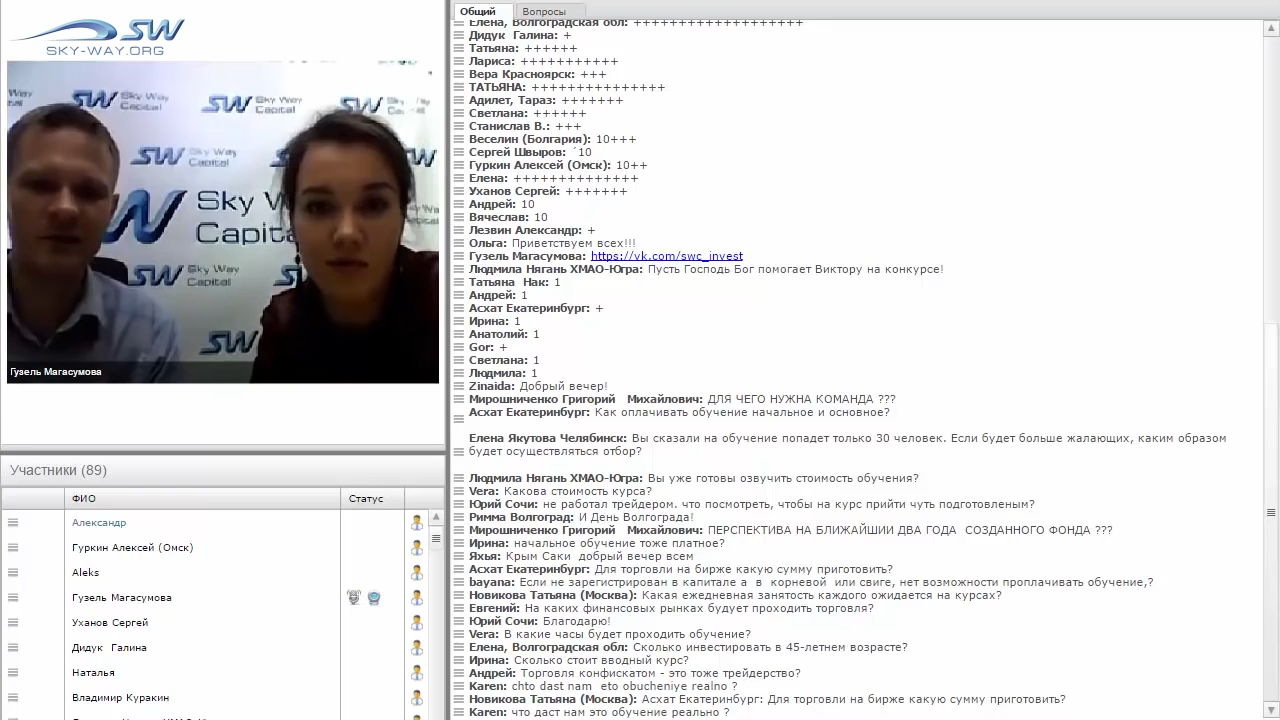 SW
SKY-WAY.ORG
Sky Way
Capital
Гузель Магасумова
Общий
Вопросы
Елена, Волгоградская обл: +++++++++++++++++++
Дидук Галина: +
Татьяна: ++++++
Лариса: +++++++++++
Вера Красноярск: +++
ТАТЬЯНА: +++++++++++++++
Адилет, Тараз: ++++++++
Светлана: ++++++
Станислав В.: +++
Веселин (Болгария): 10+++
Сергей Швыров: 10
Гуркин Алексей (Омск): 10++
Елена: ++++++++++++++
Уханов Сергей: +++++++
Андрей: 10
Вячеслав: 10
Лезвин Александр: +
Ольга: Приветствуем всех!!!
Гузель Магасумова: https://vk.com/swc_invest
Людмила Нягань ХМАО-Югра: Пусть Господь Бог помогает Виктору на конкурсе!
Татьяна Нск: 1
Андрей: 1
Асхат Екатеринбург: +
Ирина: 1
Анатолий:
Gor: +
Светлана: 1
Людмила: 1
Zinaida: Добрый вечер!
Мирошниченко Григорий Михайлович: ДЛЯ ЧЕГО НУЖНА КОМАНДА ???
Асхат Екатеринбург: Как оплачивать обучение начальное и основное?
Елена Якутова Челябинск: Вы сказали на обучение попадет только 30 человек. Если будет больше жалающих, каким образом
будет осуществляться отбор?
Людмила Нягань ХМАО-Югра: Вы уже готовы озвучить стоимость обучения?
Vera: Какова стоимость курса?
Юрий Сочи: не работал трейдером. что посмотреть, чтобы на курсе был чуть подготовленым?
Римма Волгоград: И День Волгограда!
Мирошниченко Григорий Михайлович: ПЕРСПЕКТИВА НА БЛИЖАЙШИЕ ДВА ГОДА СОЗДАННОГО ФОНДА ???
Ирина: начальное обучение тоже платное?
Яхья: Крым Саки добрый вечер всем
Асхат Екатеринбург: Для торговли на бирже какую сумму приготовить?
bayana: Если не зарегистрирован в капитале а в корневой или свев нет возможности проплачивать обучение,?
Новикова Татьяна (Москва): Какая ежедневная занятость каждого ожидается на курсах?
Евгений: На каких финансовых рынках будует проходить торговля?
Юрий Сочи: Благодарю!
Vera: В какие часы будет проходить обучение?
Елена, Волгоградская обл: Сколько инвестировать в 45-летнем возрасте?
Ирина: Сколько стоит вводный курс?
Андрей: Торговля конфискатом - это тоже трейдерство?
Karen: chto dast nam eto obucheniye realno ?
Новикова Татьяна (Москва): Асхат Екатеринбург: Для торговли на бирже какую сумму приготовить?
Karen: что даст нам это обучение реально
Участники (89)
ФИО
Статус
Александр
Гуркин Алексей (Омск)
Aleks
Гузель Магасумова
Уханов Сергей
Дидук Галина
Владимир Куракин